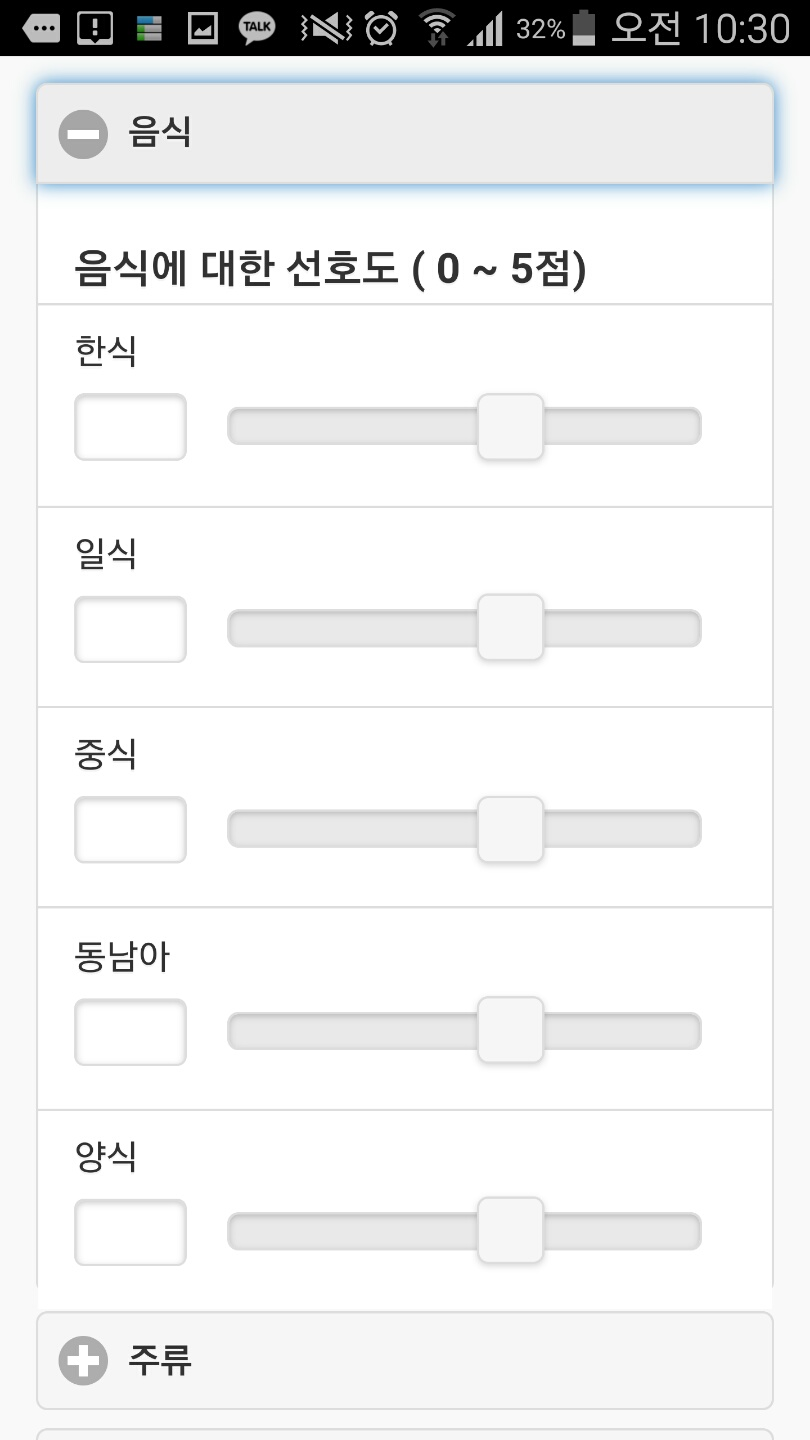 TALK 32% 오전 10:30
음식
음식에 대한 선호도 ( 0 ~ 5점)
한식
일식
중식
동남아
양식
주류